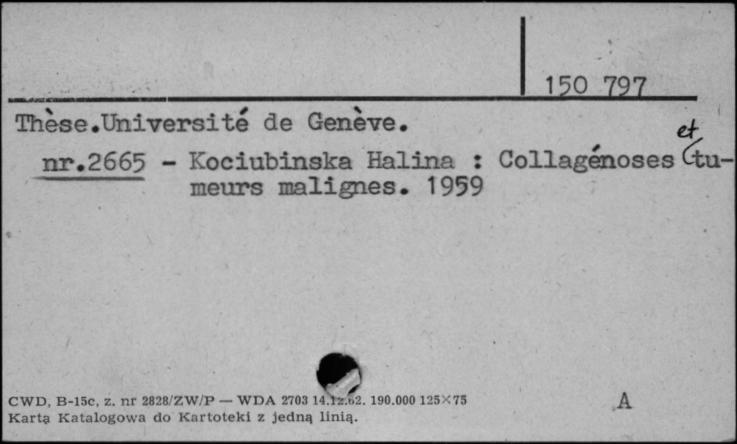 150 797
Thèse.Université de Genève.
nr.2665 - Kociubinska Halina : Collagénoses et tu-
meurs malignes. 1959
CWD, B-15c, z. nr 2828/ZW/P — WDA 2703 14.12.62. 190.000 125×75
A
Karta Katalogowa do Kartoteki z jedną linią.